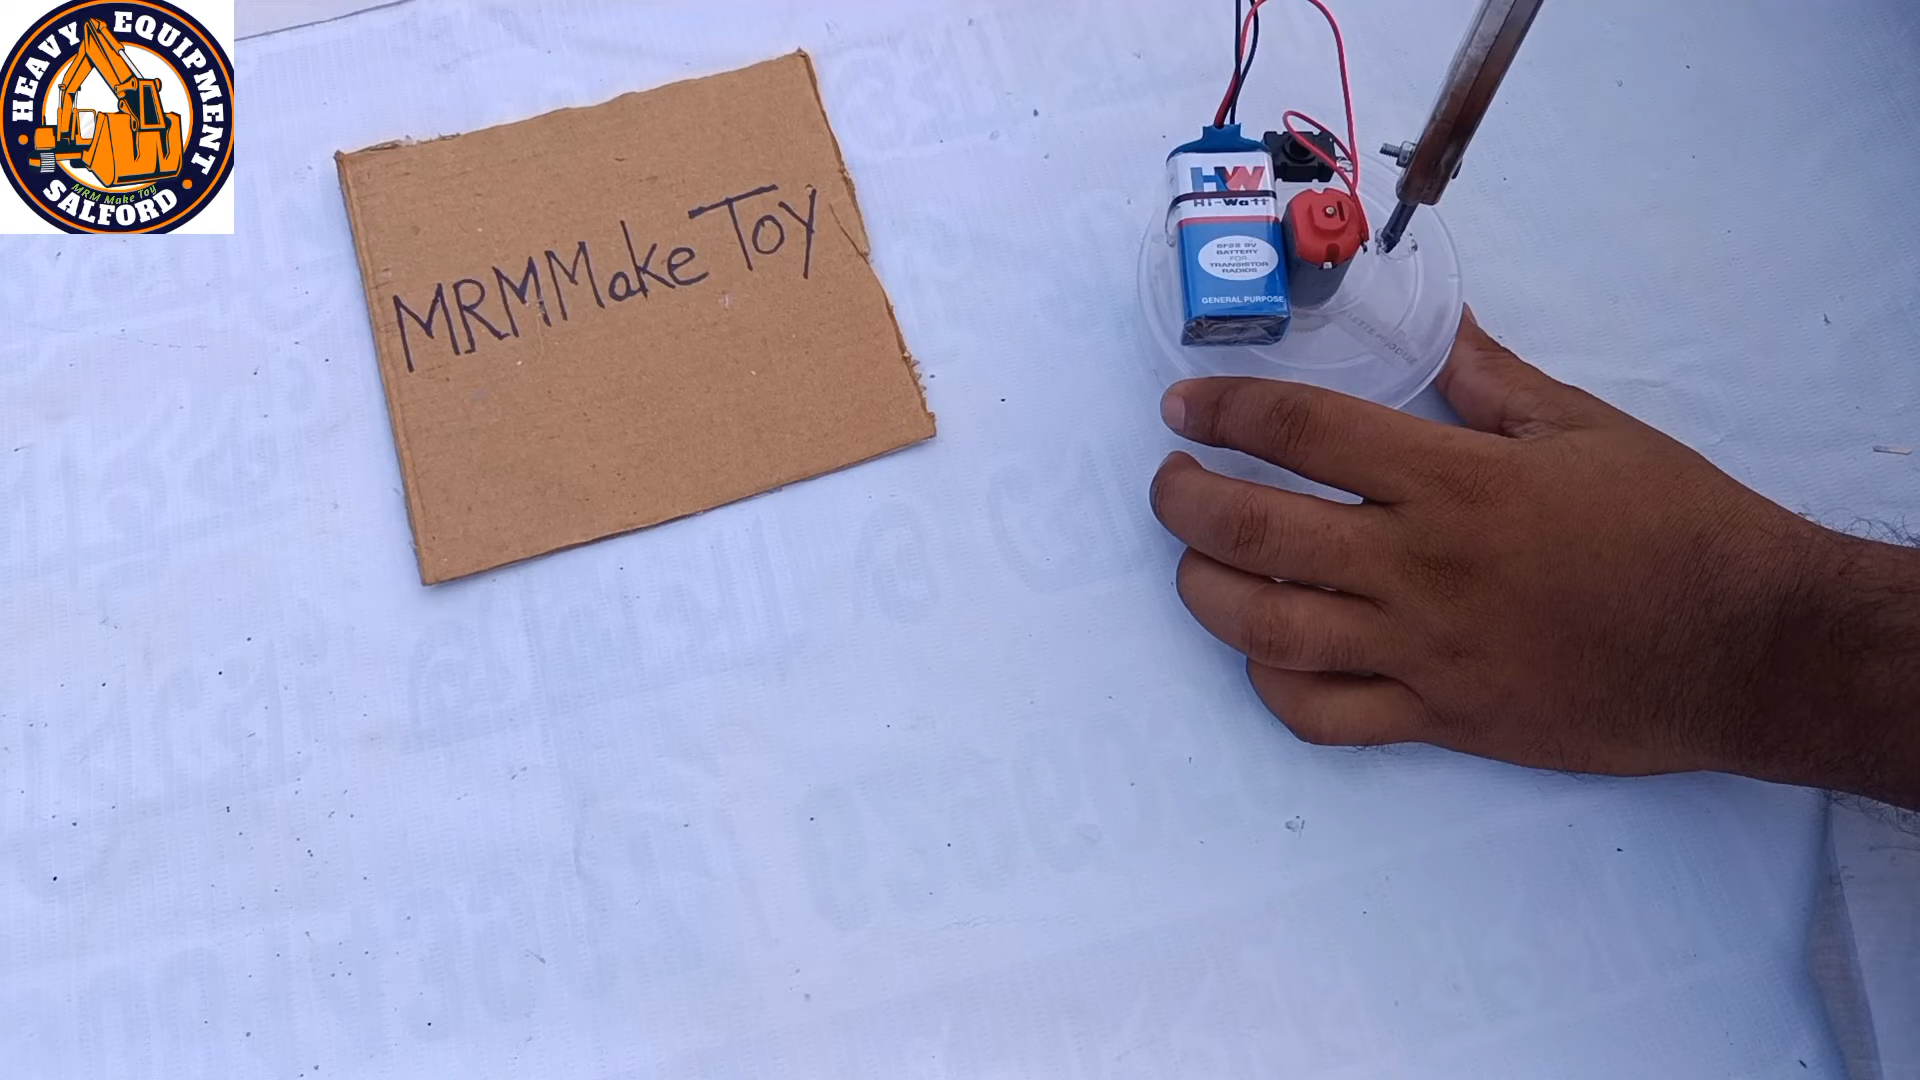 HEAVY EQUIPMENT
MRM Make Toy
SALFORD
MRMMake Toy
HW
Hi-Watt
6F22 9V
BATTERY
FOR
TRANSISTOR
RADIOS
GENERAL PURPOSE